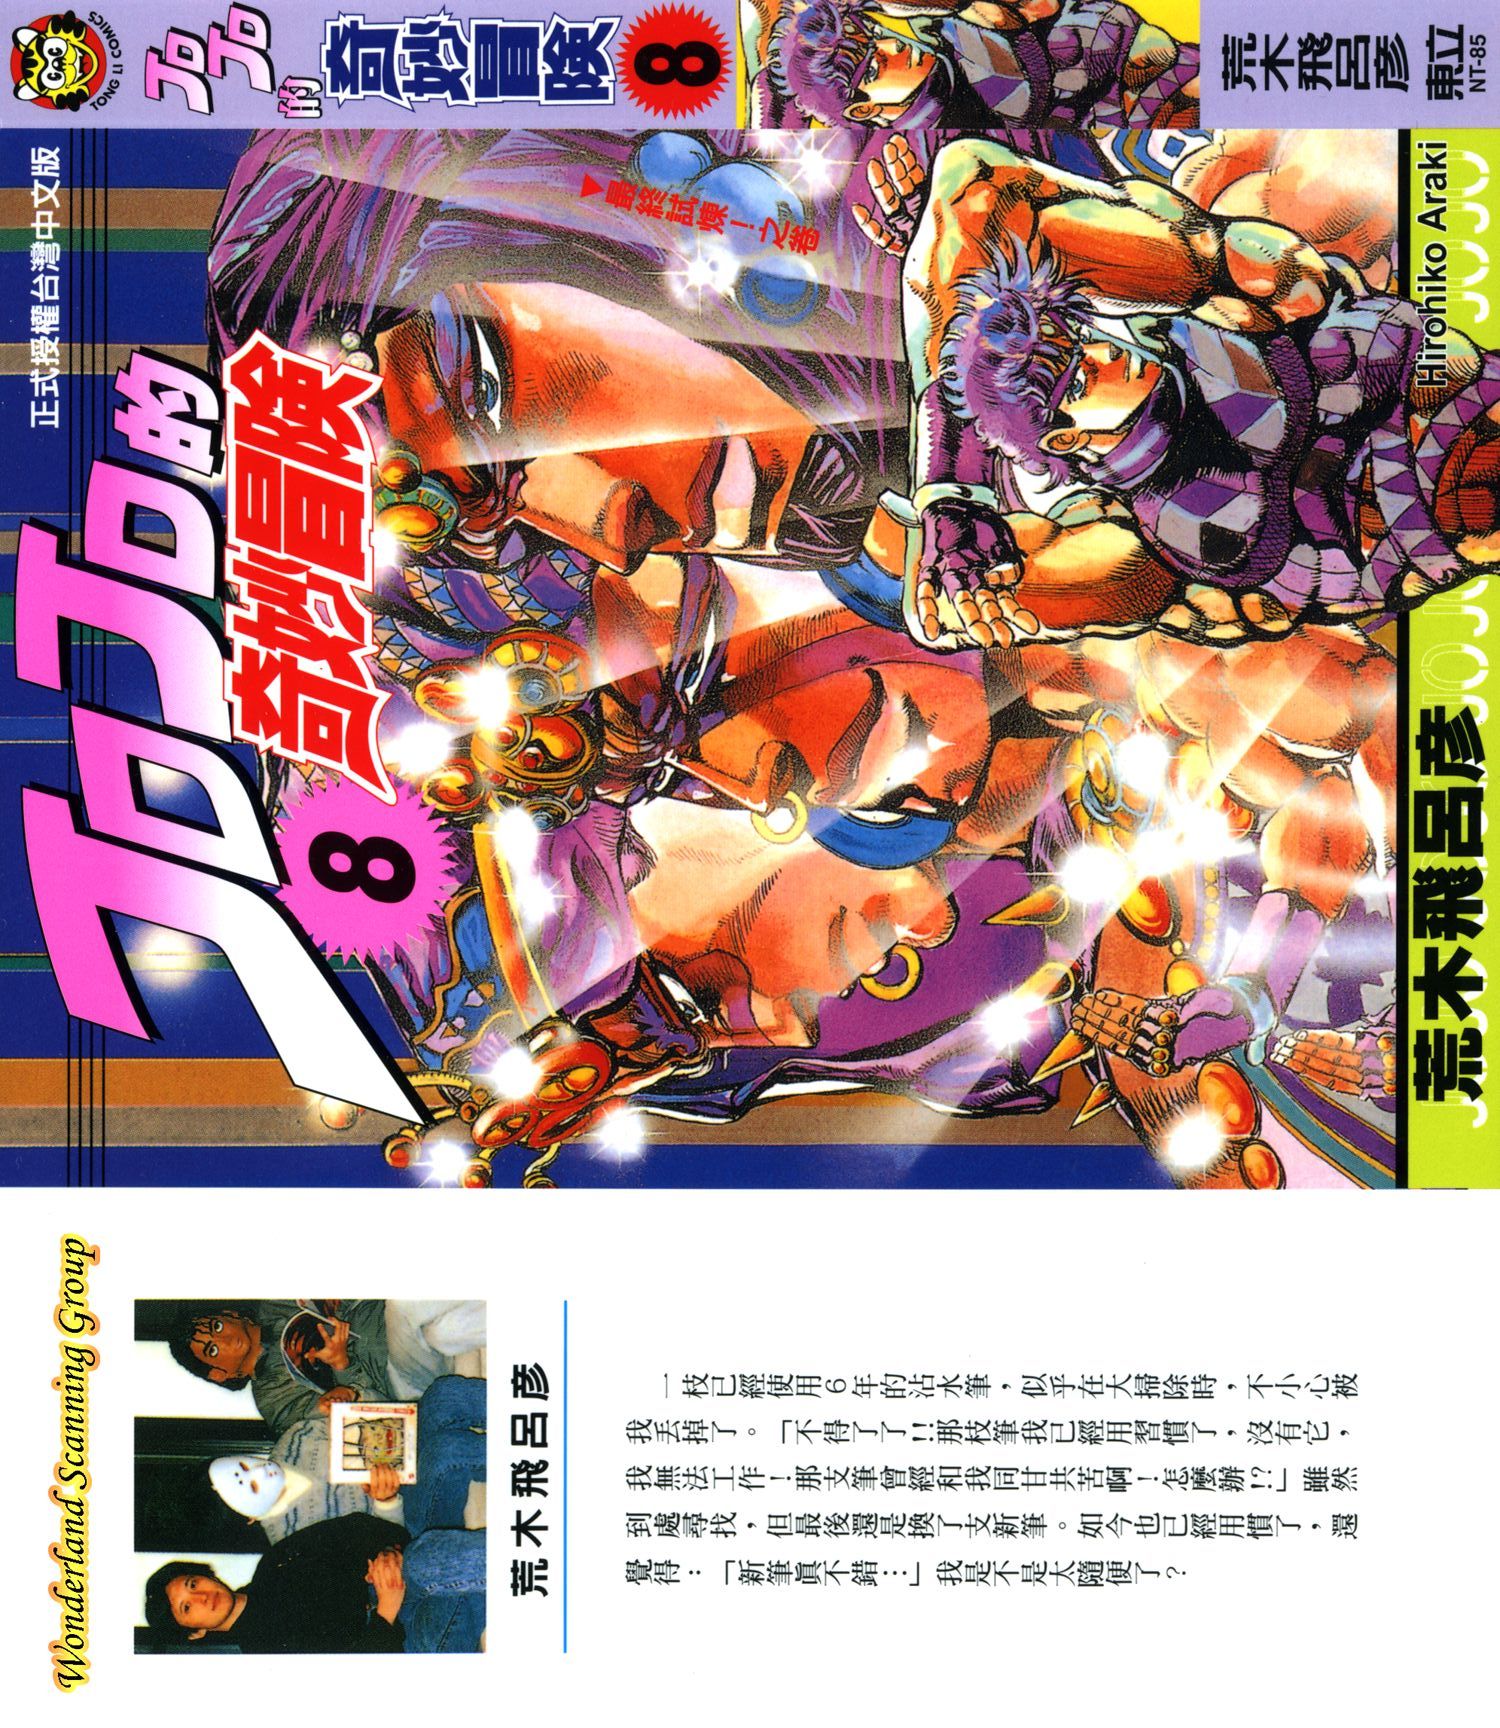 TONG LI COMICS
JOJO的奇妙冒険 8
荒木飛呂彦
東立
NT-85
正式授權台灣中文版
JOJO的
奇妙冒険
8
▼最終試煉!之卷
Hirohiko Araki
荒木飛呂彦
Wonderland Scanning Group
荒木飛呂彦
一枝已經使用6年的沾水筆，似乎在大掃除時，不小心被
我丟掉了。「不得了了!!那枝筆我已經用習慣了，沒有它，
我無法工作!那支筆曾經和我同甘共苦啊!怎麼辦!?」雖然
到處尋找，但最後還是換了支新筆。如今也已經用慣了，還
覺得：「新筆眞不錯…」我是不是太隨便了?